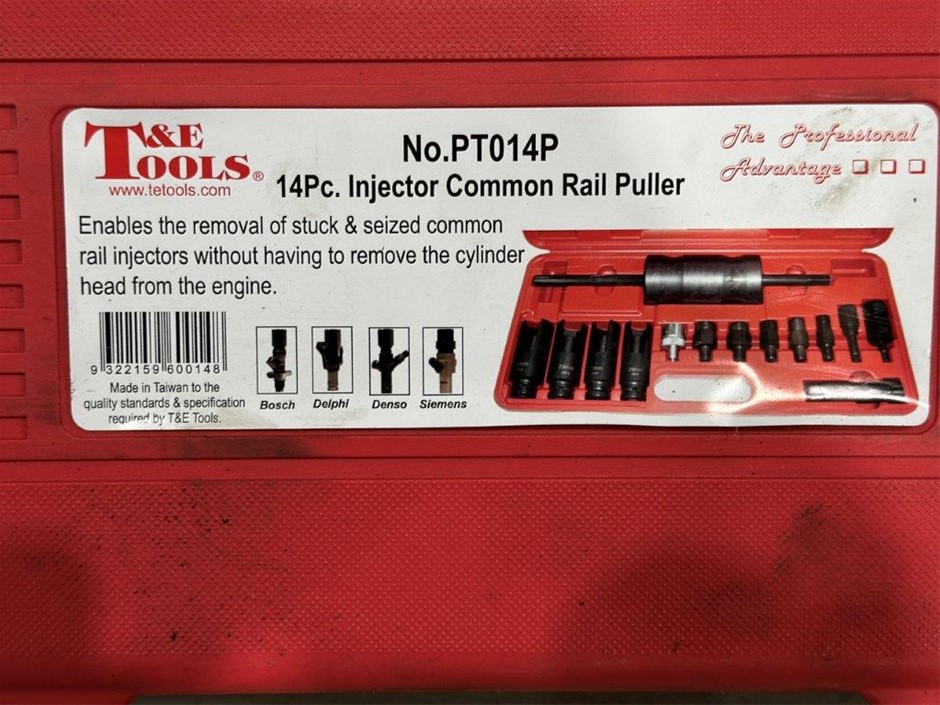 T&E TOOLS®
www.tetools.com
No.PT014P
14Pc. Injector Common Rail Puller
The Professional
Advantage
Enables the removal of stuck & seized common
rail injectors without having to remove the cylinder
head from the engine.
9 322159 600148
Made in Taiwan to the
quality standards & specification
required by T&E Tools.
Bosch Delphi Denso Siemens